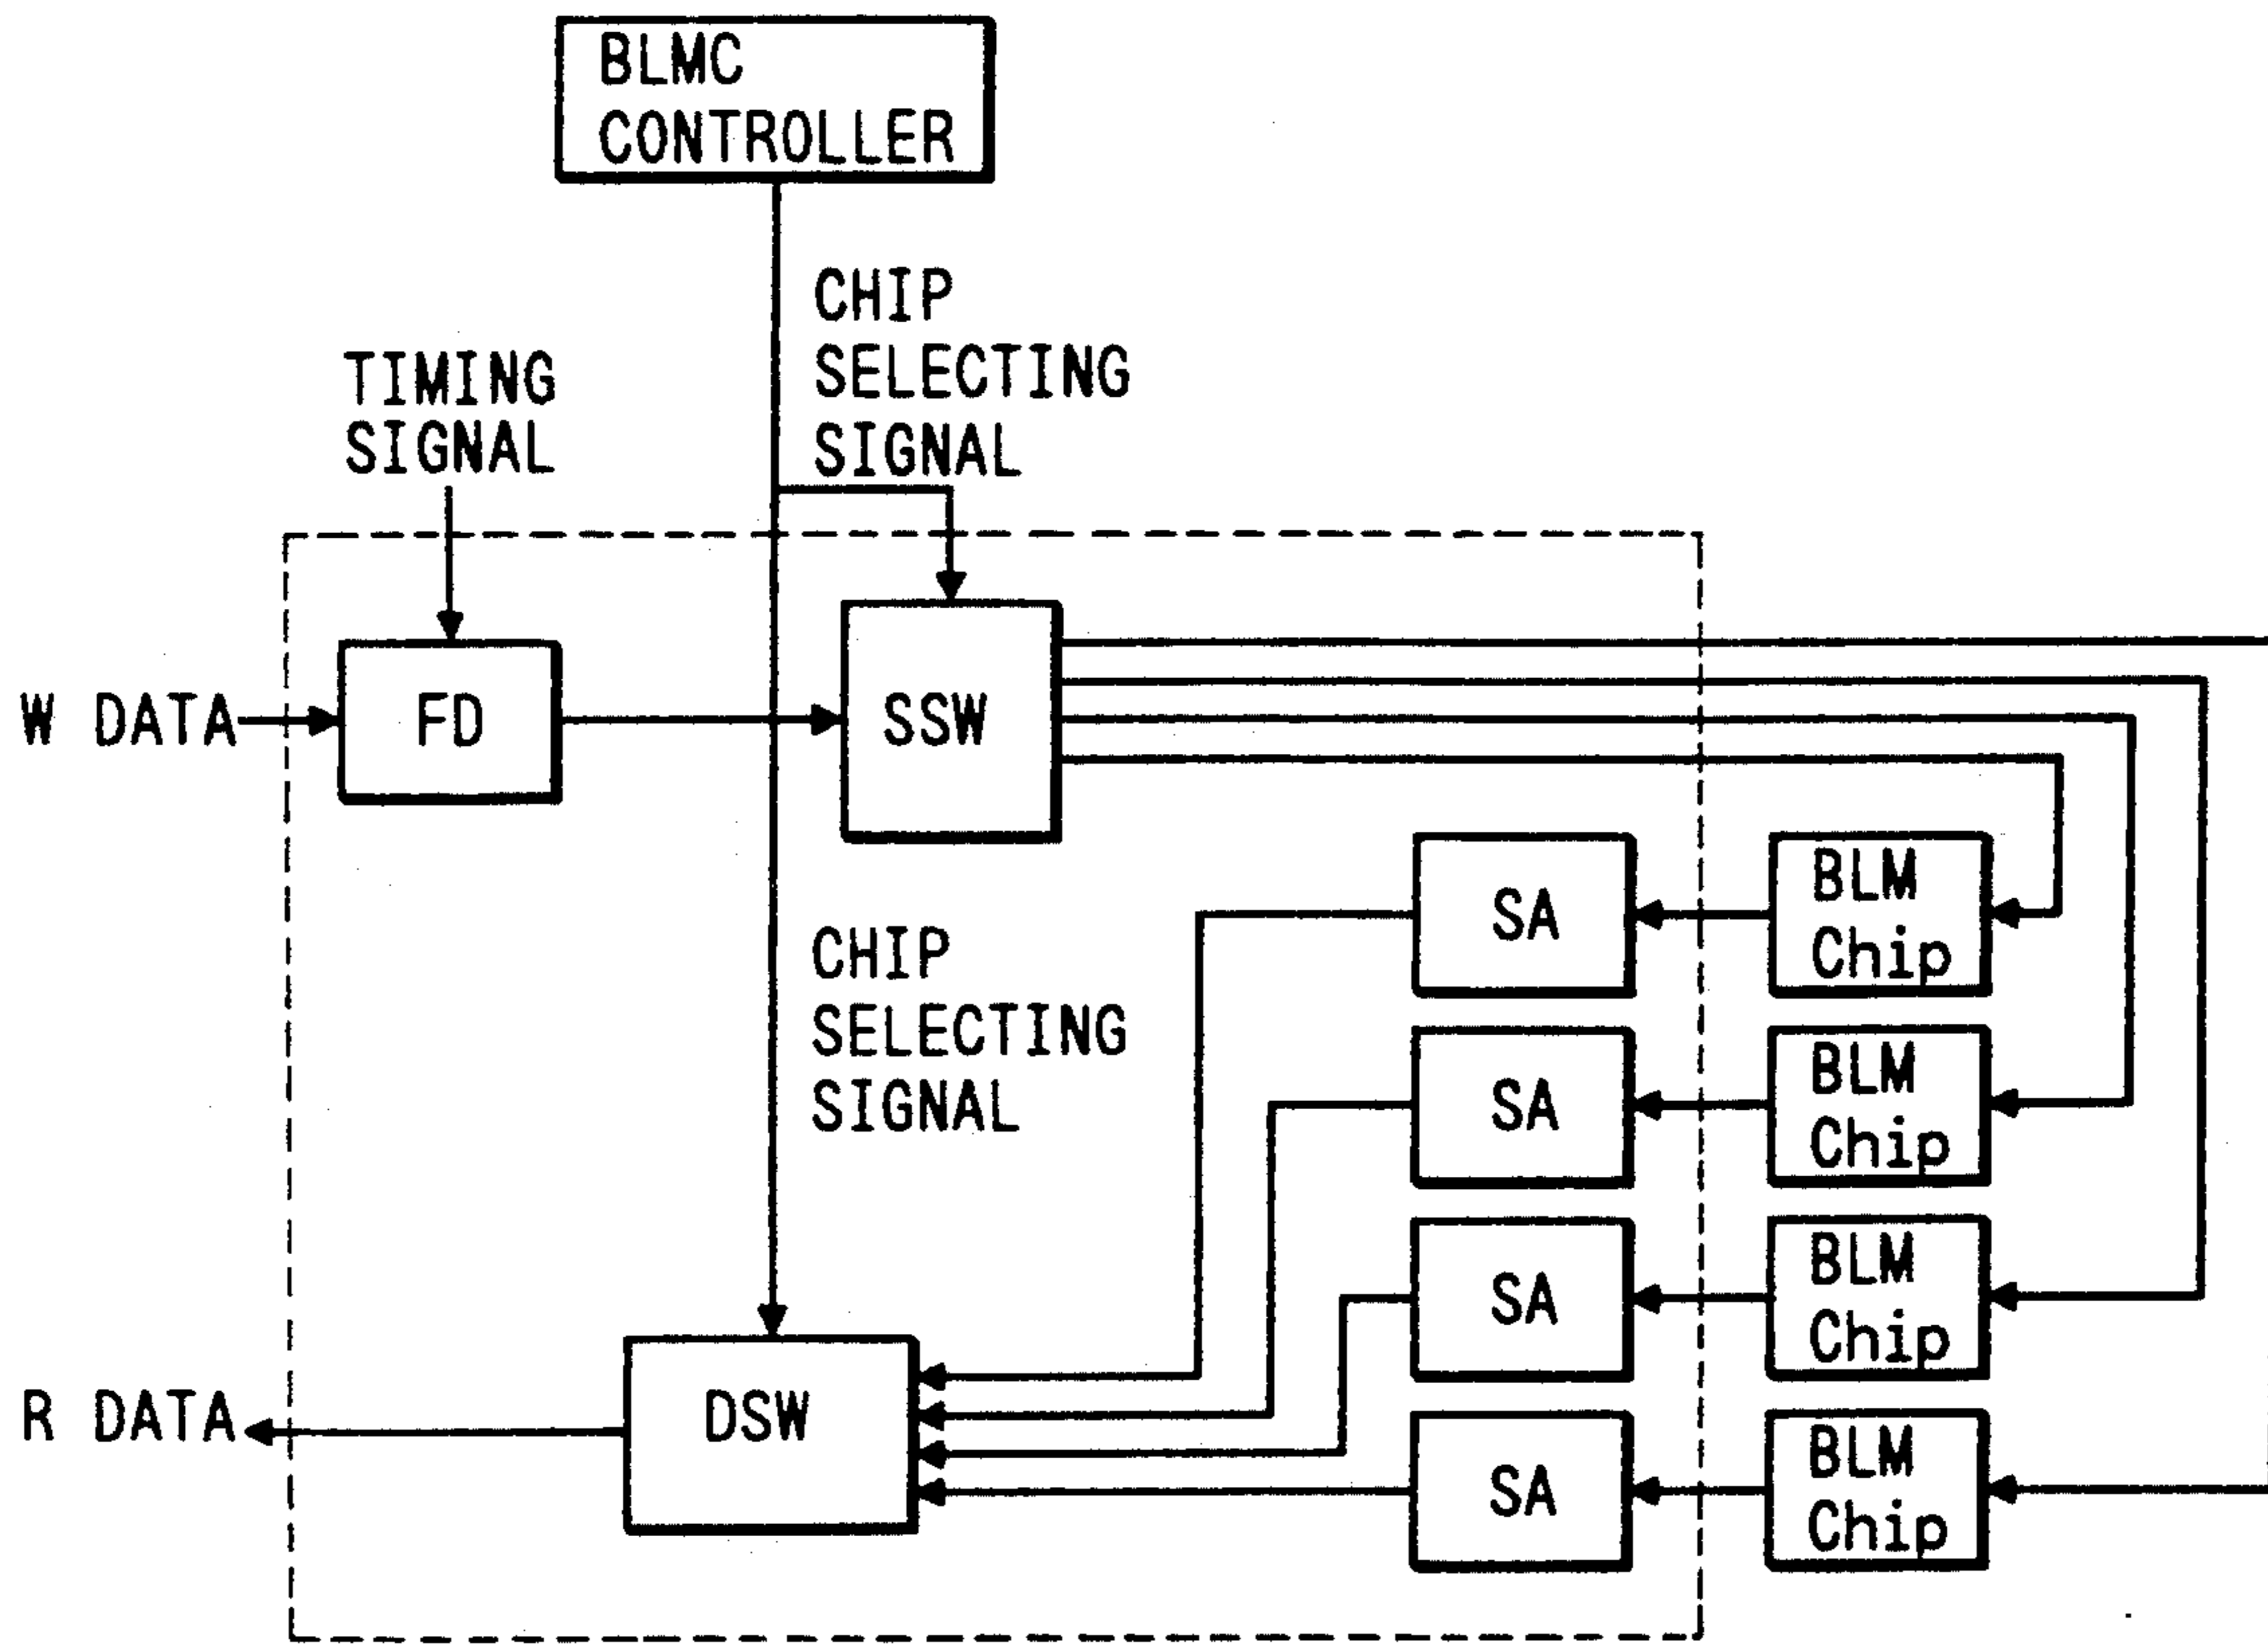 BLMC
CONTROLLER
CHIP
SELECTING
SIGNAL
TIMING
SIGNAL
W DATA
FD
SSW
SA
BLM
Chip
CHIP
SELECTING
SIGNAL
SA
BLM
Chip
SA
BLM
Chip
R DATA
DSW
SA
BLM
Chip